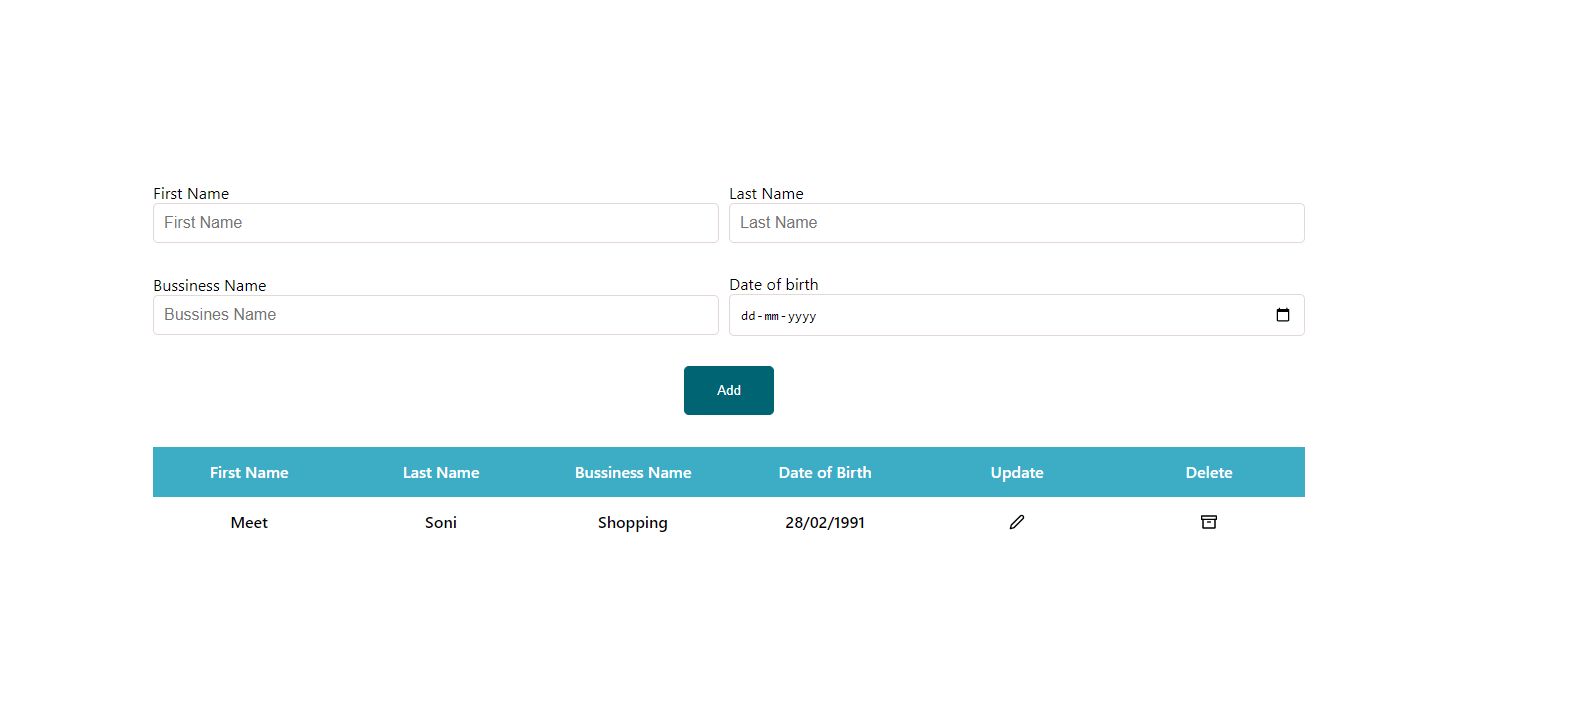 First Name Last Name
First Name Last Name
Bussiness Name Date of birth
Bussines Name dd-mm-yyyy
Add
First Name Last Name Bussiness Name Date of Birth Update Delete
Meet Soni Shopping 28/02/1991